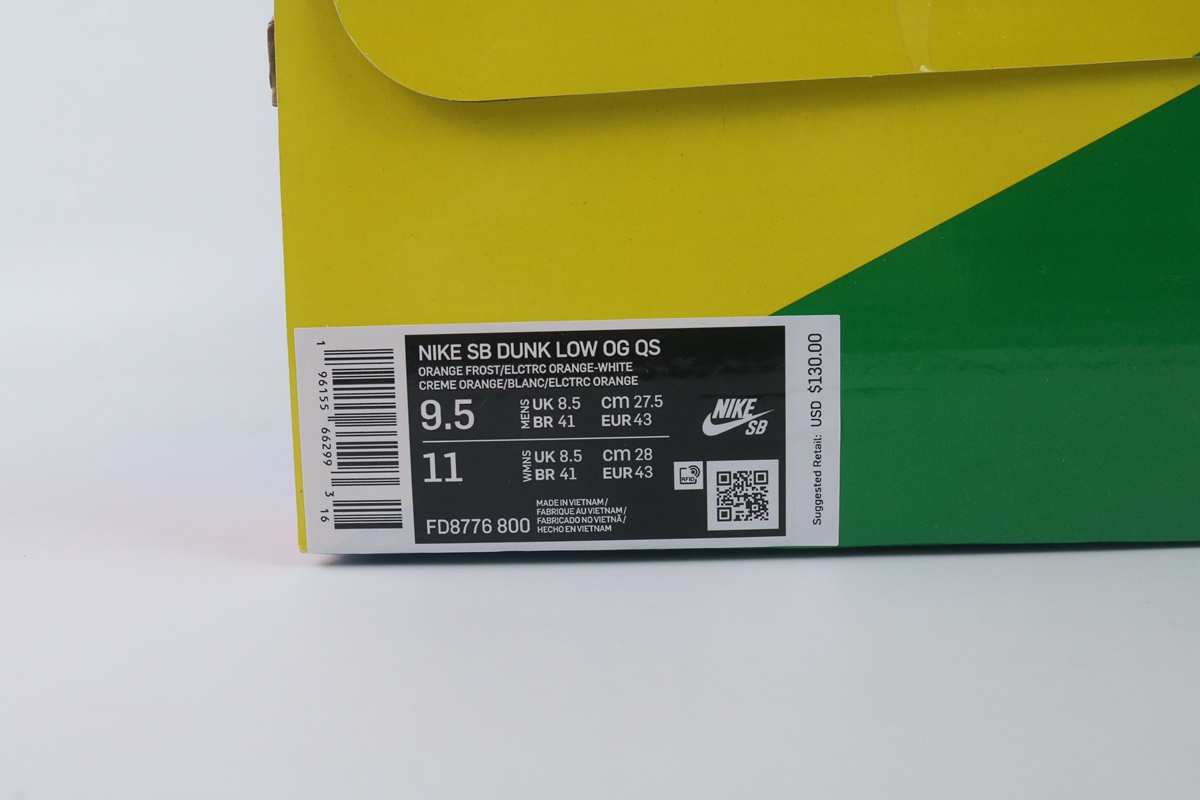 1 96155 66299 3 16
NIKE SB DUNK LOW OG QS
ORANGE FROST/ELCTRC ORANGE-WHITE
CREME ORANGE/BLANC/ELCTRC ORANGE
9.5 MENS UK 8.5 cm 27.5
BR 41 EUR 43
11 WMNS UK 8.5 cm 28
BR 41 EUR 43
FD8776 800
MADE IN VIETNAM/
FABRIQUE AU VIETNAM/
FABRICADO NO VIETNÃ/
HECHO EN VIETNAM
NIKE
SB
RFID
Suggested Retail: USD $130.00